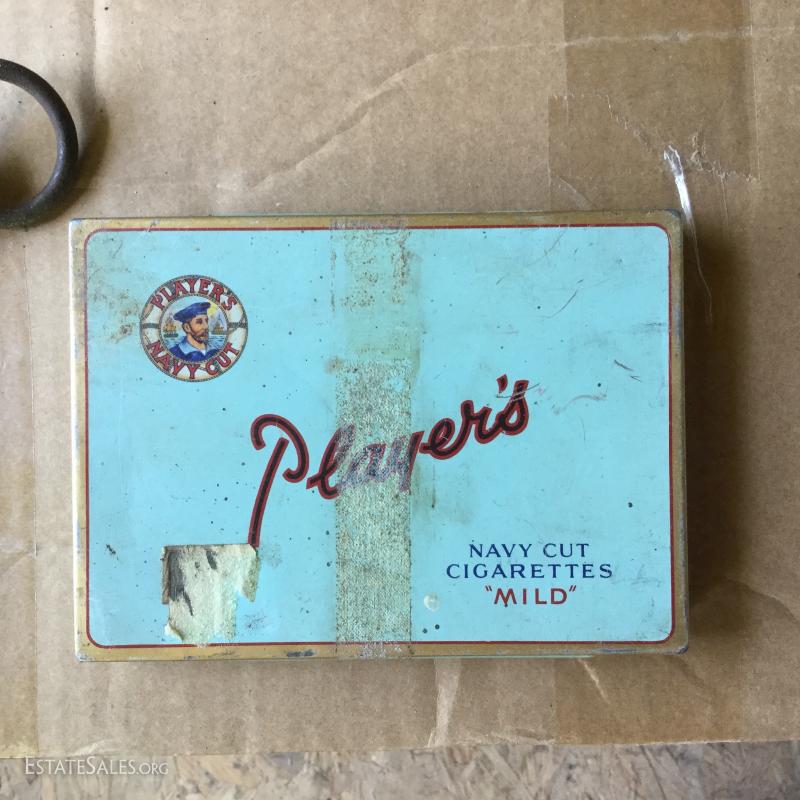 PLAYER'S
NAVY-CUT
Player's
NAVY CUT
CIGARETTES
"MILD"
ESTATESALES.ORG